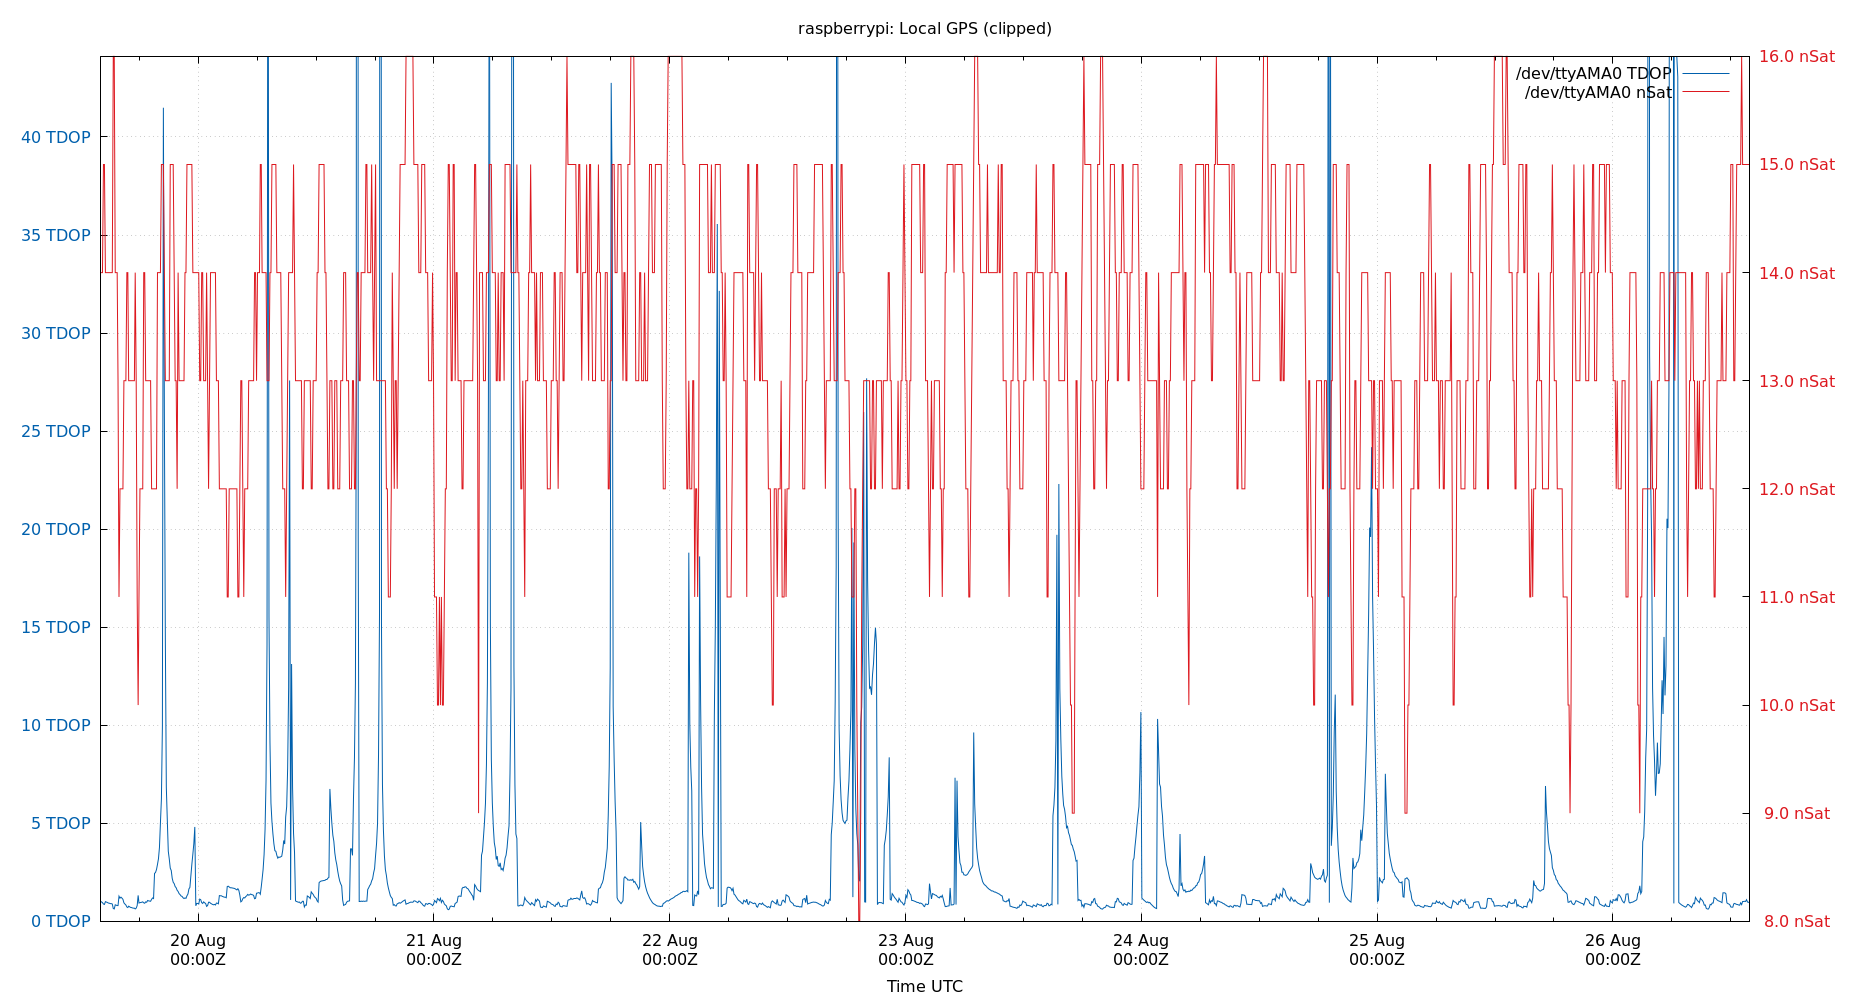 raspberrypi: Local GPS (clipped)
/dev/ttyAMA0 TDOP
/dev/ttyAMA0 nSat
40 TDOP
35 TDOP
30 TDOP
25 TDOP
20 TDOP
15 TDOP
10 TDOP
5 TDOP
0 TDOP
16.0 nSat
15.0 nSat
14.0 nSat
13.0 nSat
12.0 nSat
11.0 nSat
10.0 nSat
9.0 nSat
8.0 nSat
20 Aug
00:00Z
21 Aug
00:00Z
22 Aug
00:00Z
23 Aug
00:00Z
24 Aug
00:00Z
25 Aug
00:00Z
26 Aug
00:00Z
Time UTC